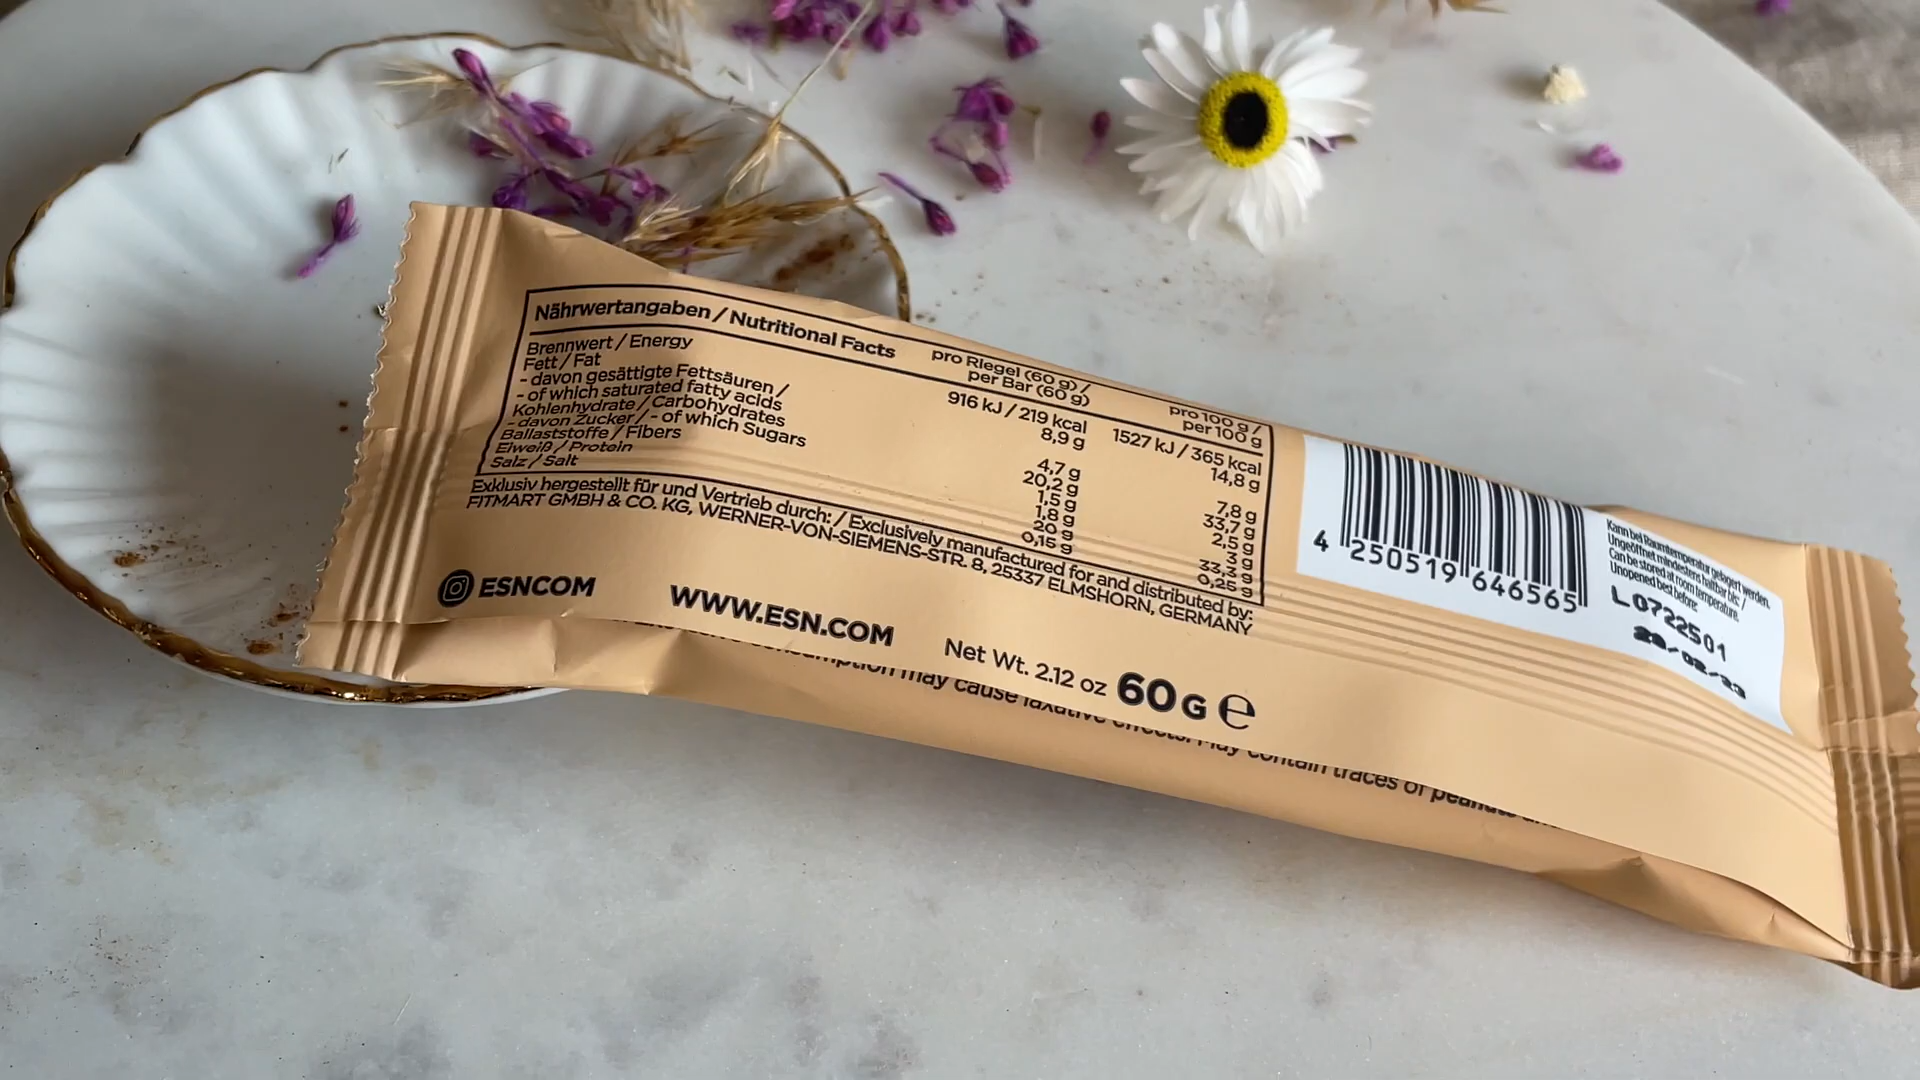 Nährwertangaben / Nutritional Facts
pro Riegel (60 g) /
per Bar (60 g)
pro 100 g /
per 100 g
Brennwert / Energy 916 kJ / 219 kcal 1527 kJ / 365 kcal
Fett / Fat 8,9 g 14,8 g
- davon gesättigte Fettsäuren /
- of which saturated fatty acids 4,7 g 7,8 g
Kohlenhydrate / Carbohydrates 20,2 g 33,7 g
- davon Zucker / - of which Sugars 1,5 g 2,5 g
Ballaststoffe / Fibers 1,8 g 3 g
Eiweiß / Protein 20 g 33,3 g
Salz / Salt 0,15 g 0,25 g
Exklusiv hergestellt für und Vertrieb durch: / Exclusively manufactured for and distributed by:
FITMART GMBH & CO. KG, WERNER-VON-SIEMENS-STR. 8, 25337 ELMSHORN, GERMANY
ESNCOM
WWW.ESN.COM
Net Wt. 2.12 oz 60 G e
may cause laxative effects. May contain traces of
4 250519 646565
Kann bei Raumtemperatur gelagert werden.
Ungeöffnet mindestens haltbar bis: /
Can be stored at room temperature.
Unopened best before:
L0722501